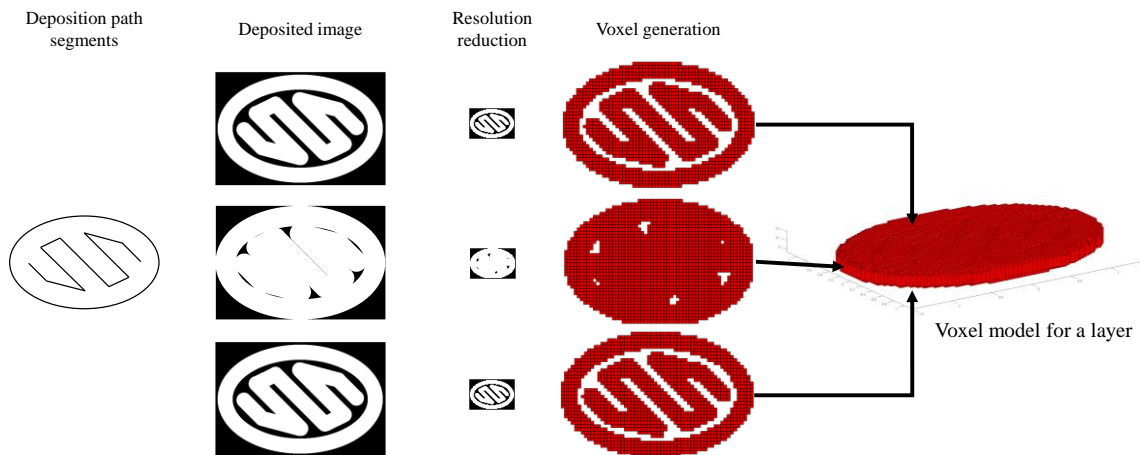 Deposition path
segments
Deposited image
Resolution
reduction
Voxel generation
Voxel model for a layer